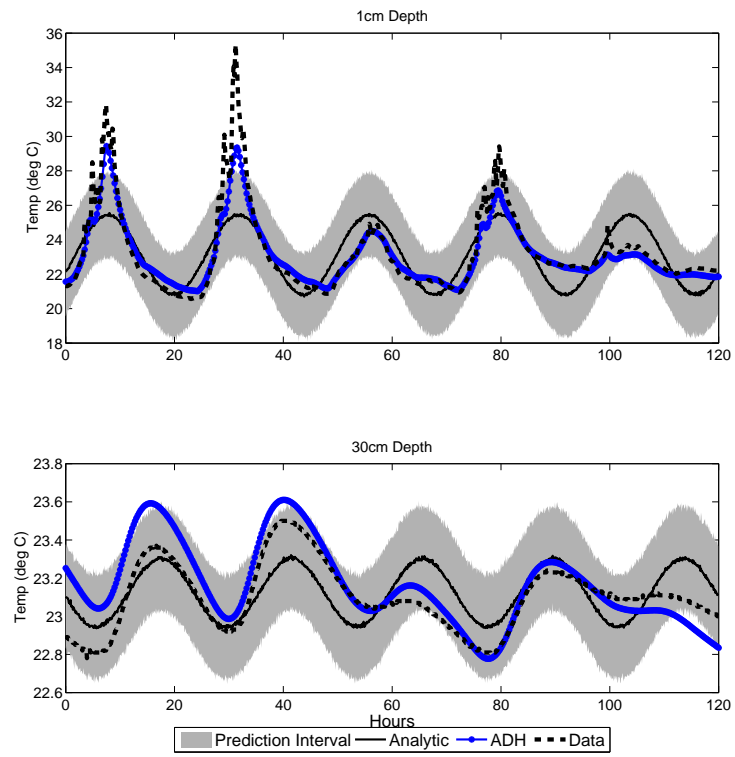 1cm Depth
Temp (deg C)
36
34
32
30
28
26
24
22
20
18
0 20 40 60 80 100 120
30cm Depth
Temp (deg C)
23.8
23.6
23.4
23.2
23
22.8
22.6
0 20 40 60 80 100 120
Hours
Prediction Interval Analytic ADH Data